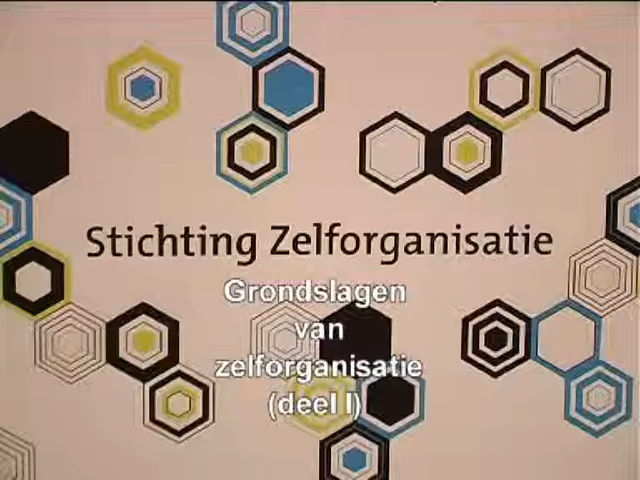 Stichting Zelforganisatie
Grondslagen
van
zelforganisatie
(deel I)